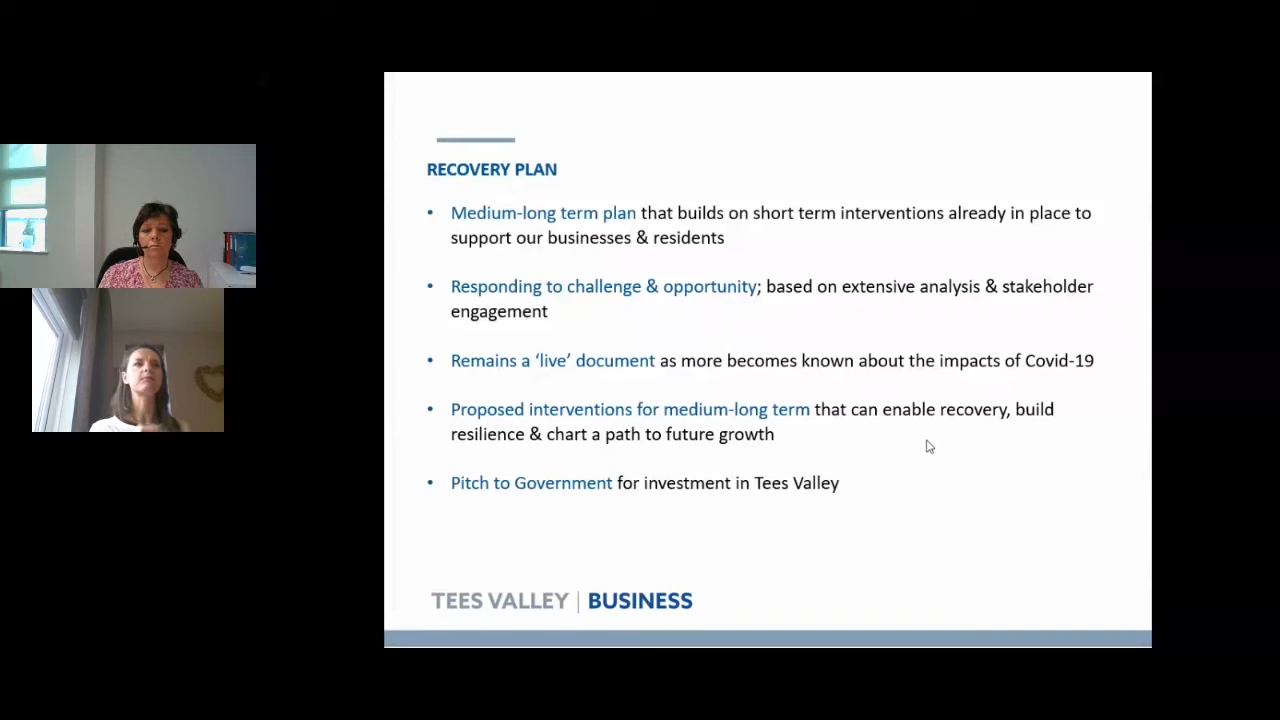 RECOVERY PLAN
• Medium-long term plan that builds on short term interventions already in place to
support our businesses & residents
• Responding to challenge & opportunity; based on extensive analysis & stakeholder
engagement
• Remains a ‘live’ document as more becomes known about the impacts of Covid-19
• Proposed interventions for medium-long term that can enable recovery, build
resilience & chart a path to future growth
• Pitch to Government for investment in Tees Valley
TEES VALLEY | BUSINESS